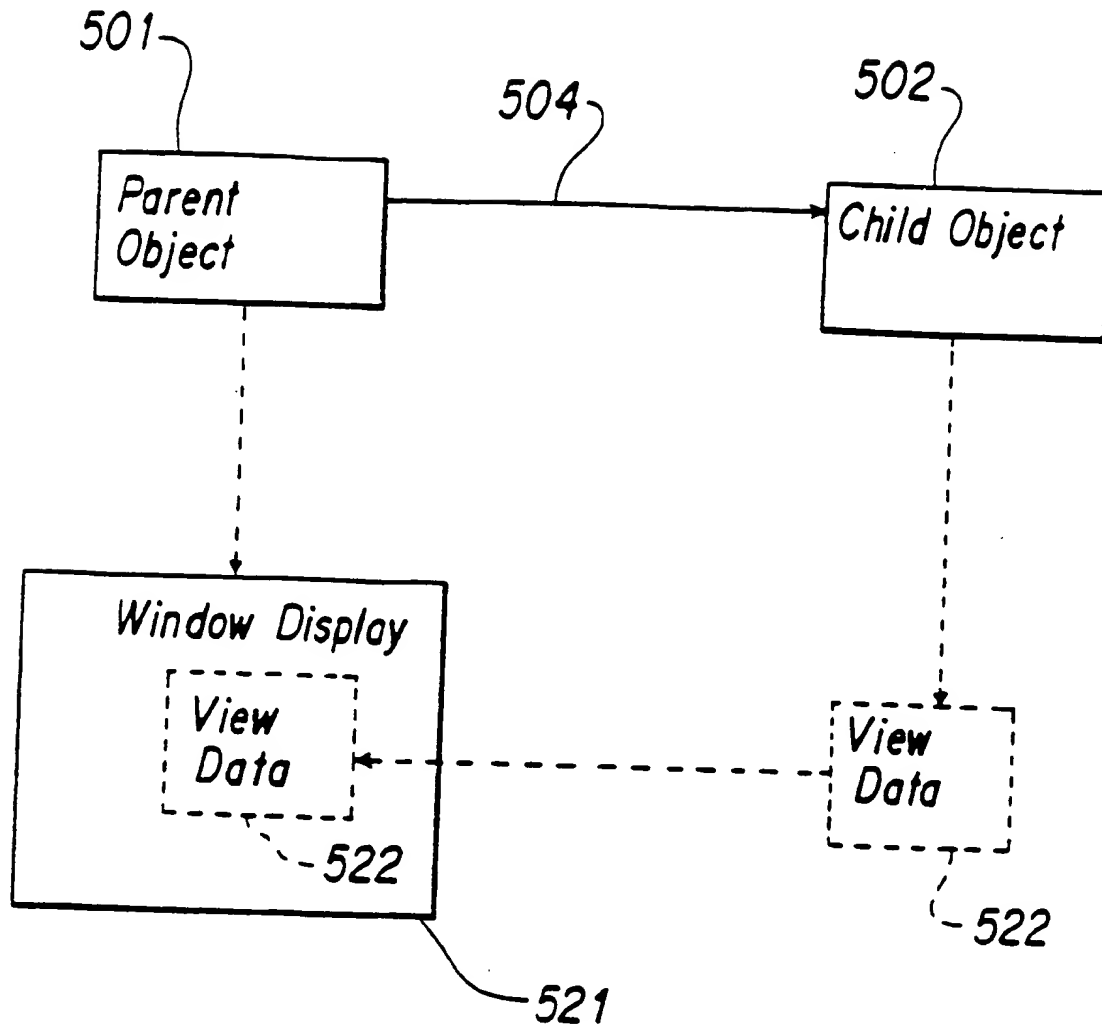 501
504
502
Parent
Object
Child Object
Window Display
View
Data
View
Data
522
522
521